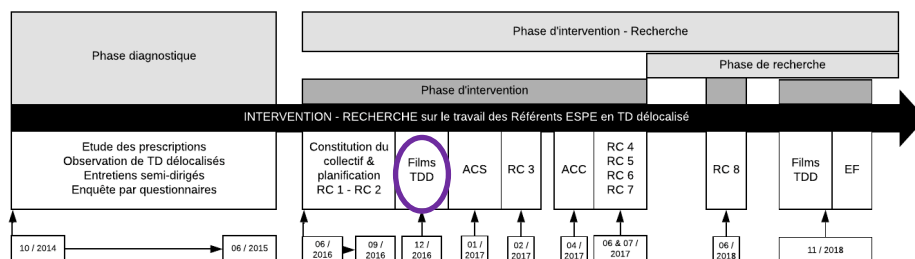 Phase d'intervention - Recherche
Phase diagnostique
Phase de recherche
Phase d'intervention
INTERVENTION - RECHERCHE sur le travail des Référents ESPE en TD délocalisé
Etude des prescriptions
Observation de TD délocalisés
Entretiens semi-dirigés
Enquête par questionnaires
Constitution du
collectif &
planification
RC 1 - RC 2
Films
TDD
ACS
RC 3
ACC
RC 4
RC 5
RC 6
RC 7
RC 8
Films
TDD
EF
10 / 2014
06 / 2015
06 /
2016
09 /
2016
12 /
2016
01 /
2017
02 /
2017
04 /
2017
06 & 07 /
2017
06 /
2018
11 / 2018